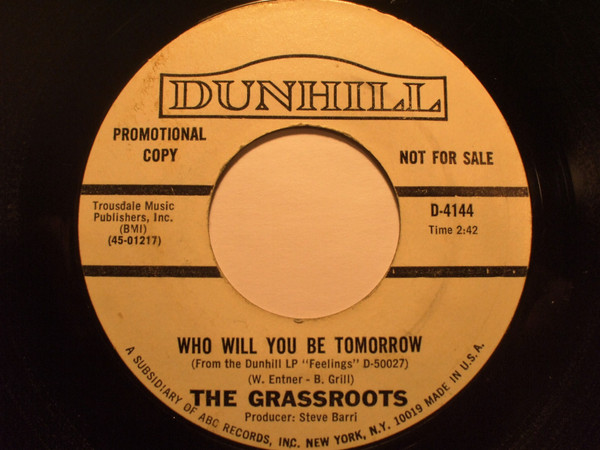 DUNHILL
PROMOTIONAL
COPY
NOT FOR SALE
Trousdale Music
Publishers, Inc.
(BMI)
(45-01217)
D-4144
Time 2:42
WHO WILL YOU BE TOMORROW
(From the Dunhill LP "Feelings" D-50027)
(W. Entner - B. Grill)
THE GRASSROOTS
Producer: Steve Barri
A SUBSIDIARY OF ABC RECORDS, INC. NEW YORK, N.Y. 10019 MADE IN U.S.A.